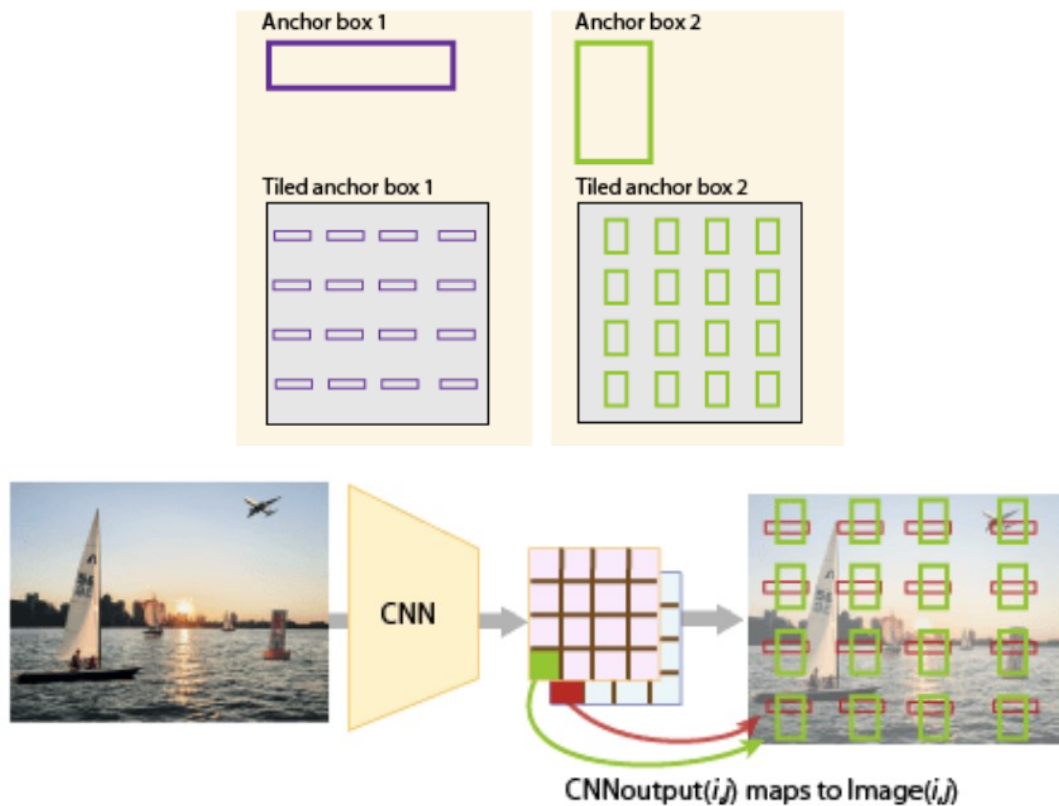 Anchor box 1
Anchor box 2
Tiled anchor box 1
Tiled anchor box 2
CNN
CNNoutput(i,j) maps to Image(i,j)